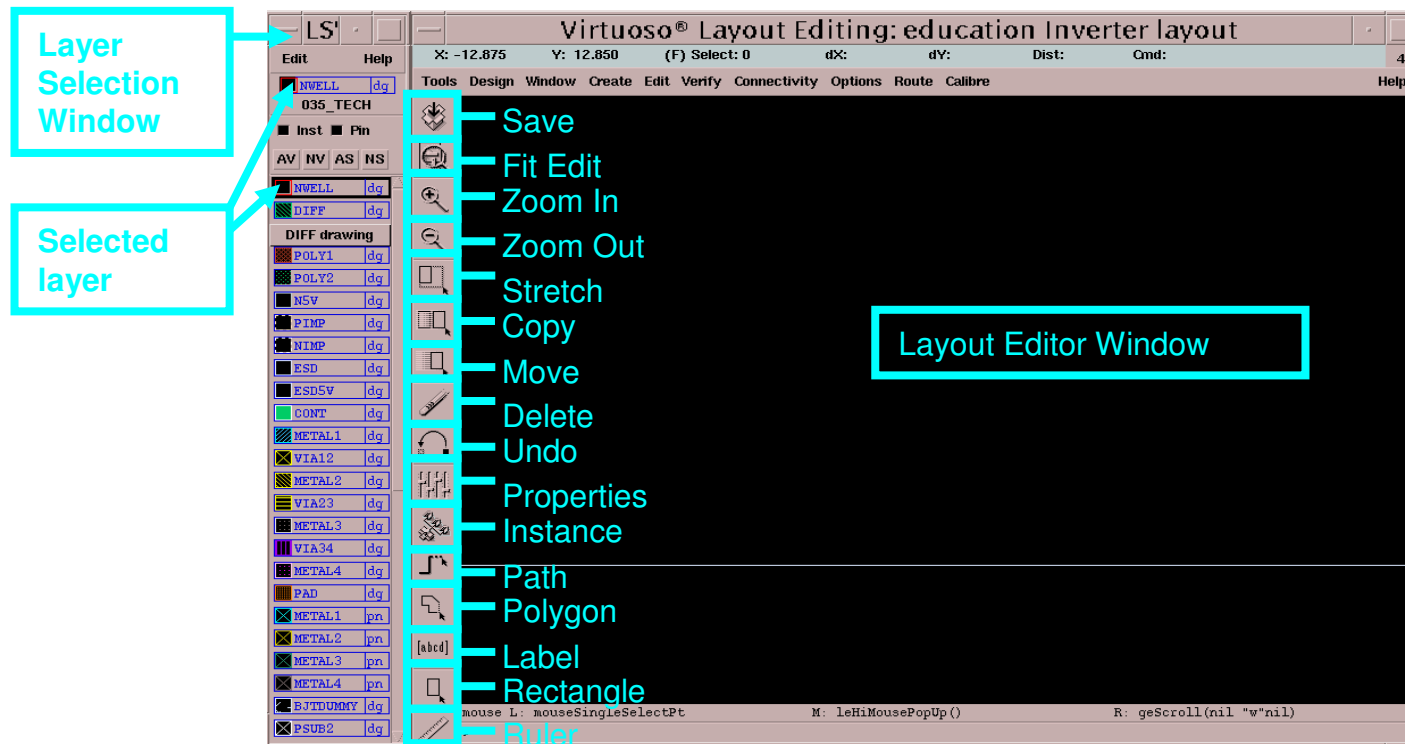 Layer
Selection
Window
Selected
layer
LS'
Edit Help
NWELL dg
035_TECH
Inst Pin
AV NV AS NS
NWELL dg
DIFF dg
DIFF drawing
POLY1 dg
POLY2 dg
N5V dg
PIMP dg
NIMP dg
ESD dg
ESD5V dg
CONT dg
METAL1 dg
VIA12 dg
METAL2 dg
VIA23 dg
METAL3 dg
VIA34 dg
METAL4 dg
PAD dg
METAL1 pn
METAL2 pn
METAL3 pn
METAL4 pn
BJTDUMMY dg
PSUB2 dg
Virtuoso® Layout Editing: education Inverter layout
X: -12.875 Y: 12.850 (F) Select: 0 dX: dY: Dist: Cmd: 4
Tools Design Window Create Edit Verify Connectivity Options Route Calibre Help
Save
Fit Edit
Zoom In
Zoom Out
Stretch
Copy
Move
Delete
Undo
Properties
Instance
Path
Polygon
[abcd] Label
Rectangle
Ruler
Layout Editor Window
mouse L: mouseSingleSelectPt M: leHiMousePopUp() R: geScroll(nil "w"nil)